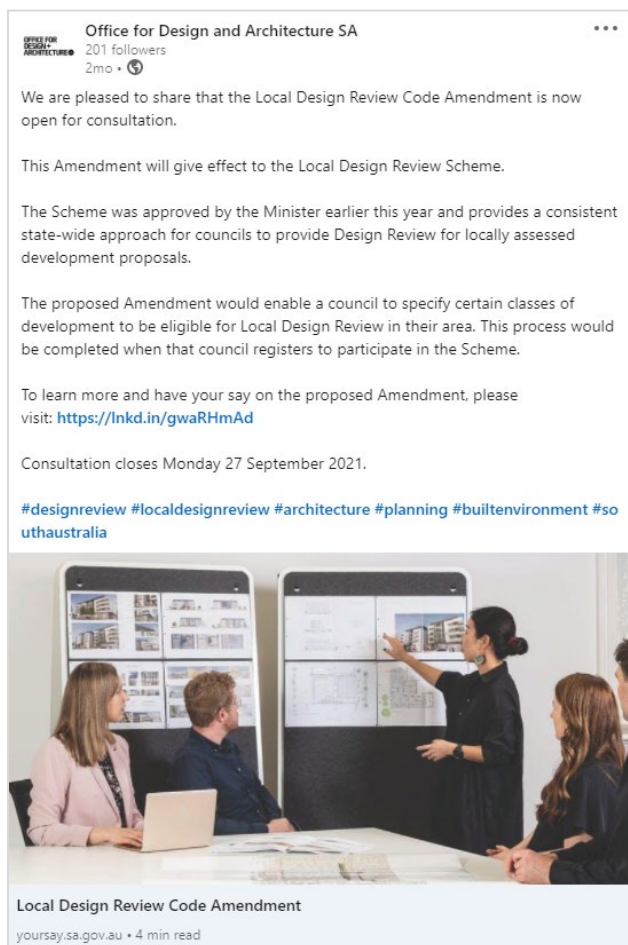 OFFICE FOR
DESIGN+
ARCHITECTURE
Office for Design and Architecture SA
201 followers
2mo •
We are pleased to share that the Local Design Review Code Amendment is now
open for consultation.
This Amendment will give effect to the Local Design Review Scheme.
The Scheme was approved by the Minister earlier this year and provides a consistent
state-wide approach for councils to provide Design Review for locally assessed
development proposals.
The proposed Amendment would enable a council to specify certain classes of
development to be eligible for Local Design Review in their area. This process would
be completed when that council registers to participate in the Scheme.
To learn more and have your say on the proposed Amendment, please
visit: https://lnkd.in/gwaRHmAd
Consultation closes Monday 27 September 2021.
#designreview #localdesignreview #architecture #planning #builtenvironment #so
uthaustralia
Local Design Review Code Amendment
yoursay.sa.gov.au • 4 min read